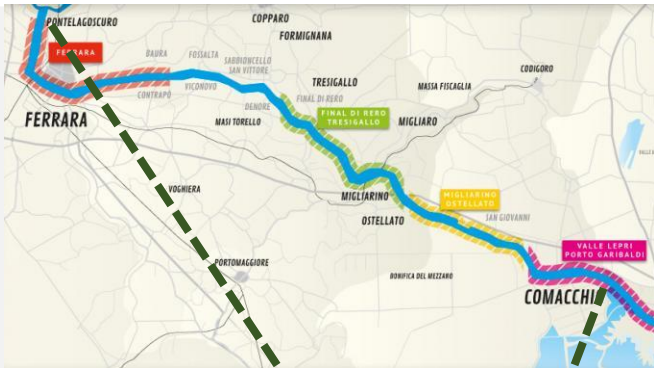 COPPARO
PONTELAGOSCURO
FORMIGNANA
FERRARA
BAURA
FOSSALTA
SABBIONCELLO
SAN VITTORE
TRESIGALLO
CODIGORO
MASSA FISCAGLIA
CONTRAPÒ
VICONOVO
DENORE
FINAL DI RERO
FERRARA
MASI TORELLO
FINAL DI RERO
TRESIGALLO
MIGLIARO
VOGHIERA
MIGLIARINO
MIGLIARINO
OSTELLATO
OSTELLATO
SAN GIOVANNI
VALLE LEPRI
PORTO GARIBALDI
PORTOMAGGIORE
BONIFICA DEL MEZZANO
COMACCHI